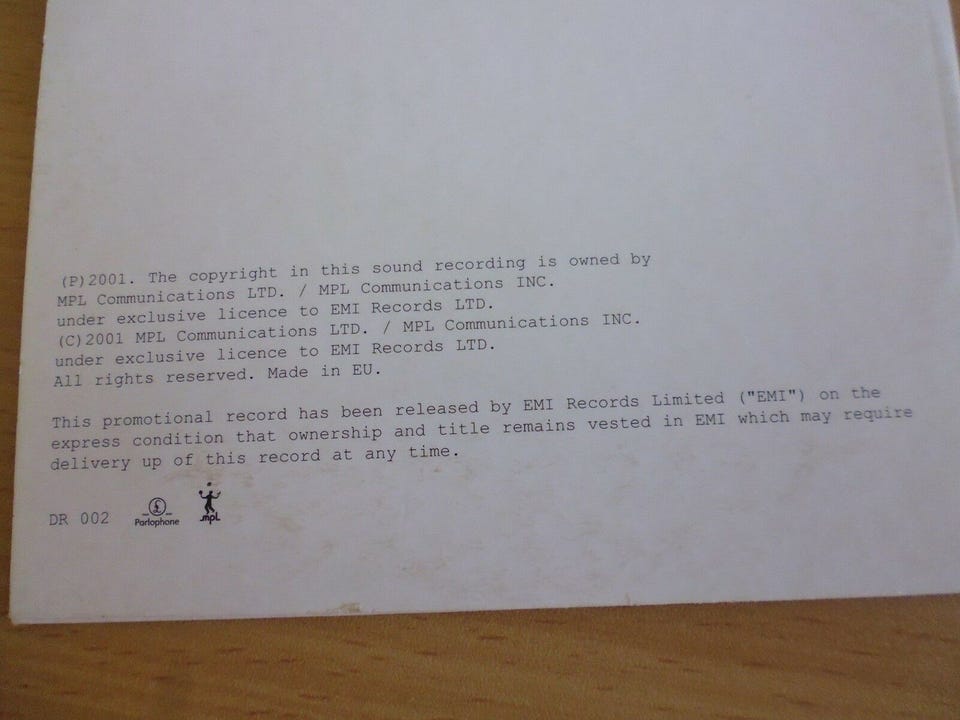 (P)2001. The copyright in this sound recording is owned by
MPL Communications LTD. / MPL Communications INC.
under exclusive licence to EMI Records LTD.
(C)2001 MPL Communications LTD. / MPL Communications INC.
under exclusive licence to EMI Records LTD.
All rights reserved. Made in EU.
This promotional record has been released by EMI Records Limited ("EMI") on the
express condition that ownership and title remains vested in EMI which may require
delivery up of this record at any time.
DR 002 £ Parlophone mpL